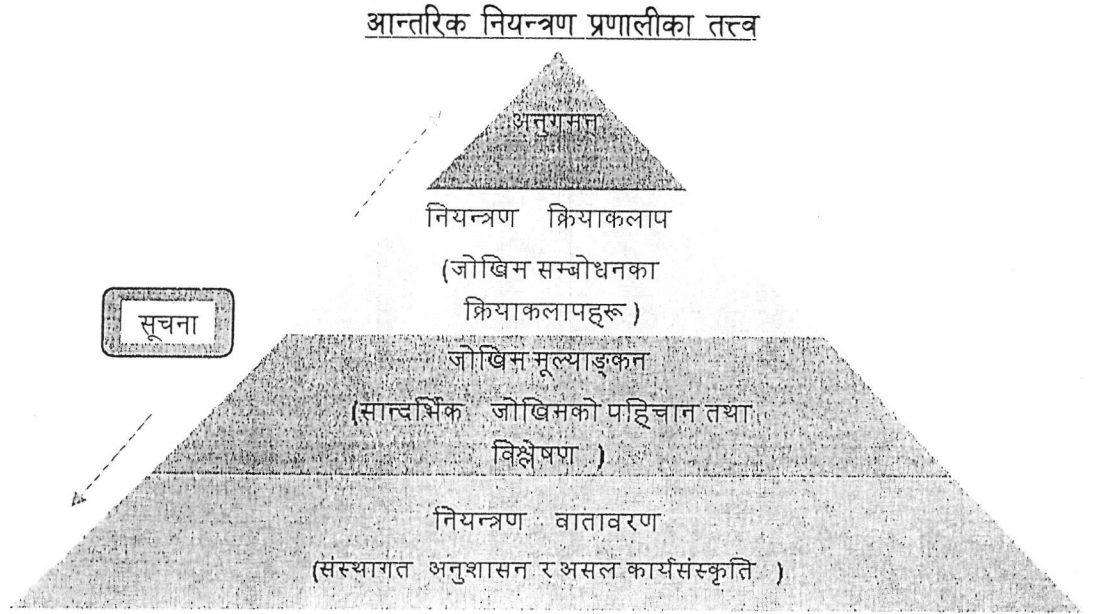 आन्तरिक नियन्त्रण प्रणालीका तत्त्व
अनुगमन
नियन्त्रण क्रियाकलाप
(जोखिम सम्बोधनका
क्रियाकलापहरू )
सूचना
जोखिम मूल्याङ्कन
(सान्दर्भिक जोखिमको पहिचान तथा
विश्लेषण )
नियन्त्रण वातावरण
(संस्थागत अनुशासन र असल कार्यसंस्कृति )